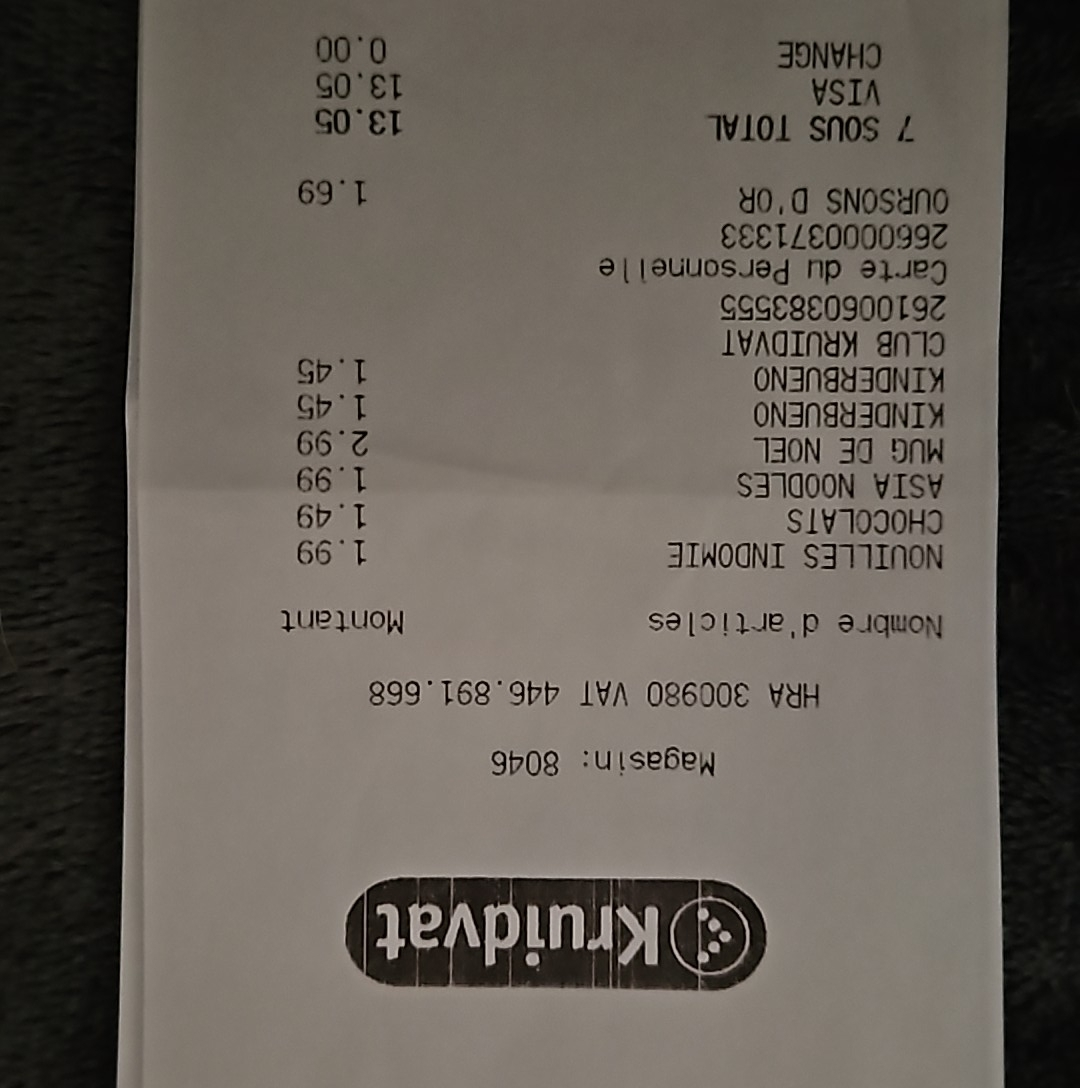 Kruidvat
Magasin: 8046
HRA 300980 VAT 446.891.668
Nombre d'articles Montant
NOUILLES INDOMIE 1.99
CHOCOLATS 1.49
ASIA NOODLES 1.99
MUG DE NOEL 2.99
KINDERBUENO 1.45
KINDERBUENO 1.45
CLUB KRUIDVAT
2610060383555
Carte du Personnelle
266000037​1333
OURSONS D'OR 1.69
7 SOUS TOTAL 13.05
VISA 13.05
CHANGE 0.00